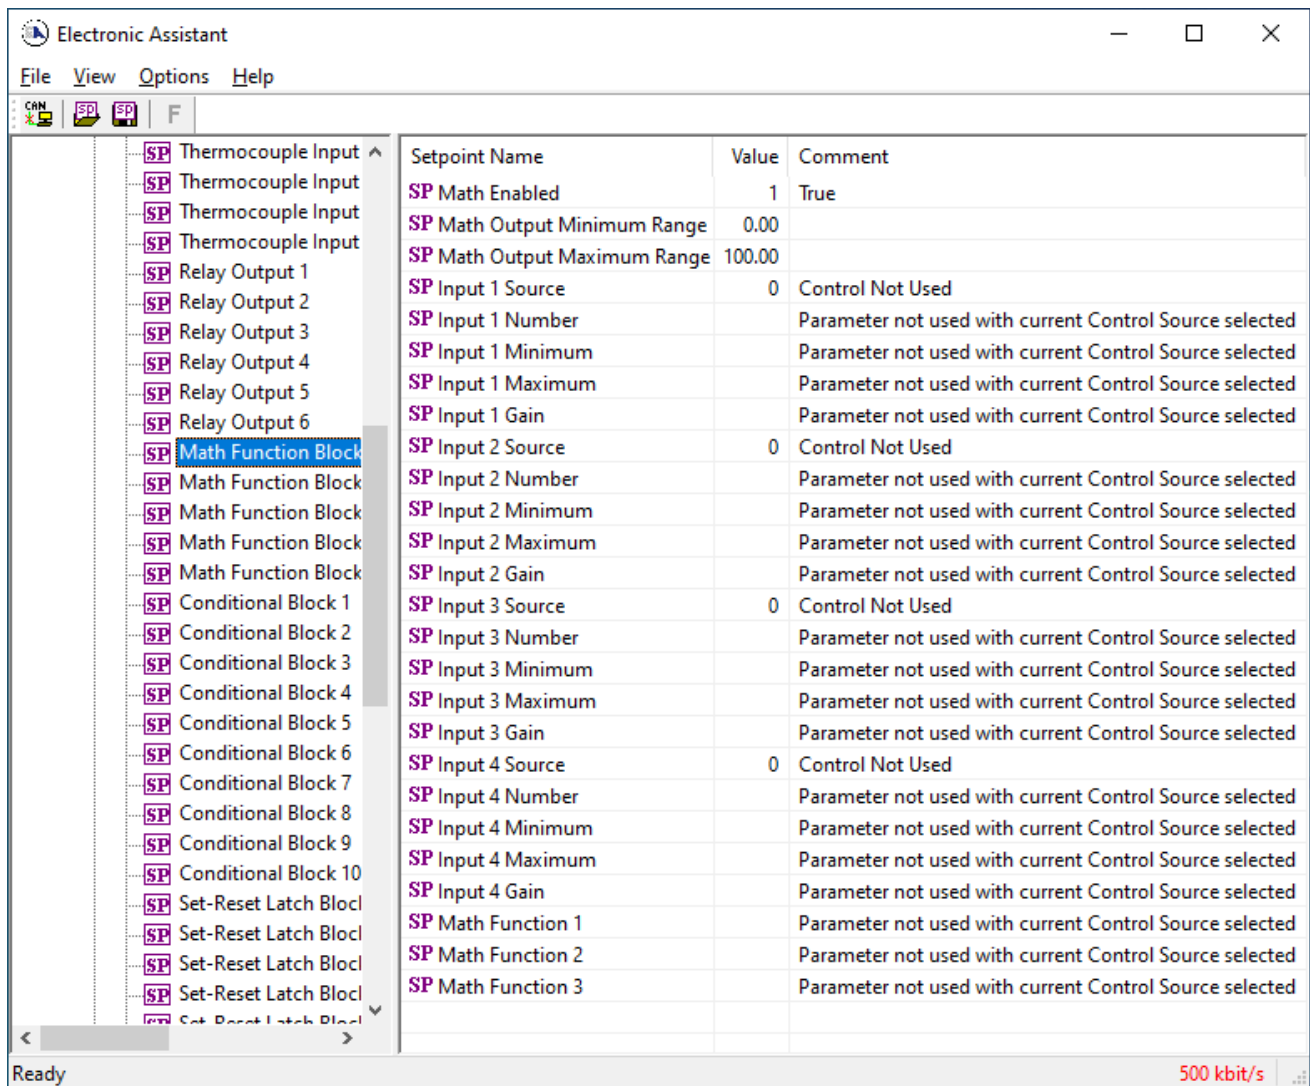 Electronic Assistant
File View Options Help
CAN SP SP F
SP Thermocouple Input
SP Thermocouple Input
SP Thermocouple Input
SP Thermocouple Input
SP Relay Output 1
SP Relay Output 2
SP Relay Output 3
SP Relay Output 4
SP Relay Output 5
SP Relay Output 6
SP Math Function Block
SP Math Function Block
SP Math Function Block
SP Math Function Block
SP Math Function Block
SP Conditional Block 1
SP Conditional Block 2
SP Conditional Block 3
SP Conditional Block 4
SP Conditional Block 5
SP Conditional Block 6
SP Conditional Block 7
SP Conditional Block 8
SP Conditional Block 9
SP Conditional Block 10
SP Set-Reset Latch Block
SP Set-Reset Latch Block
SP Set-Reset Latch Block
SP Set-Reset Latch Block
SP Set-Reset Latch Block
Setpoint Name Value Comment
SP Math Enabled 1 True
SP Math Output Minimum Range 0.00
SP Math Output Maximum Range 100.00
SP Input 1 Source 0 Control Not Used
SP Input 1 Number Parameter not used with current Control Source selected
SP Input 1 Minimum Parameter not used with current Control Source selected
SP Input 1 Maximum Parameter not used with current Control Source selected
SP Input 1 Gain Parameter not used with current Control Source selected
SP Input 2 Source 0 Control Not Used
SP Input 2 Number Parameter not used with current Control Source selected
SP Input 2 Minimum Parameter not used with current Control Source selected
SP Input 2 Maximum Parameter not used with current Control Source selected
SP Input 2 Gain Parameter not used with current Control Source selected
SP Input 3 Source 0 Control Not Used
SP Input 3 Number Parameter not used with current Control Source selected
SP Input 3 Minimum Parameter not used with current Control Source selected
SP Input 3 Maximum Parameter not used with current Control Source selected
SP Input 3 Gain Parameter not used with current Control Source selected
SP Input 4 Source 0 Control Not Used
SP Input 4 Number Parameter not used with current Control Source selected
SP Input 4 Minimum Parameter not used with current Control Source selected
SP Input 4 Maximum Parameter not used with current Control Source selected
SP Input 4 Gain Parameter not used with current Control Source selected
SP Math Function 1 Parameter not used with current Control Source selected
SP Math Function 2 Parameter not used with current Control Source selected
SP Math Function 3 Parameter not used with current Control Source selected
Ready 500 kbit/s